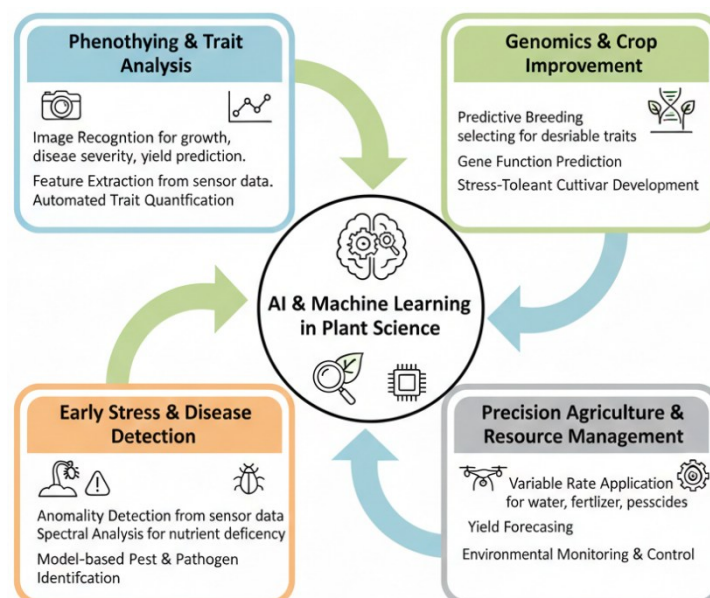 Phenothying & Trait
Analysis
Image Recogntion for growth,
disease severity, yield prediction.
Feature Extraction from sensor data.
Automated Trait Quantfication
Genomics & Crop
Improvement
Predictive Breeding
selecting for desriable traits
Gene Function Prediction
Stress-Toleant Cultivar Development
AI & Machine Learning
in Plant Science
Early Stress & Disease
Detection
Anomality Detection from sensor data
Spectral Analysis for nutrient deficency
Model-based Pest & Pathogen
Identifcation
Precision Agriculture &
Resource Management
Variable Rate Application
for water, fertlizer, pesscides
Yield Forecasing
Environmental Monitoring & Control